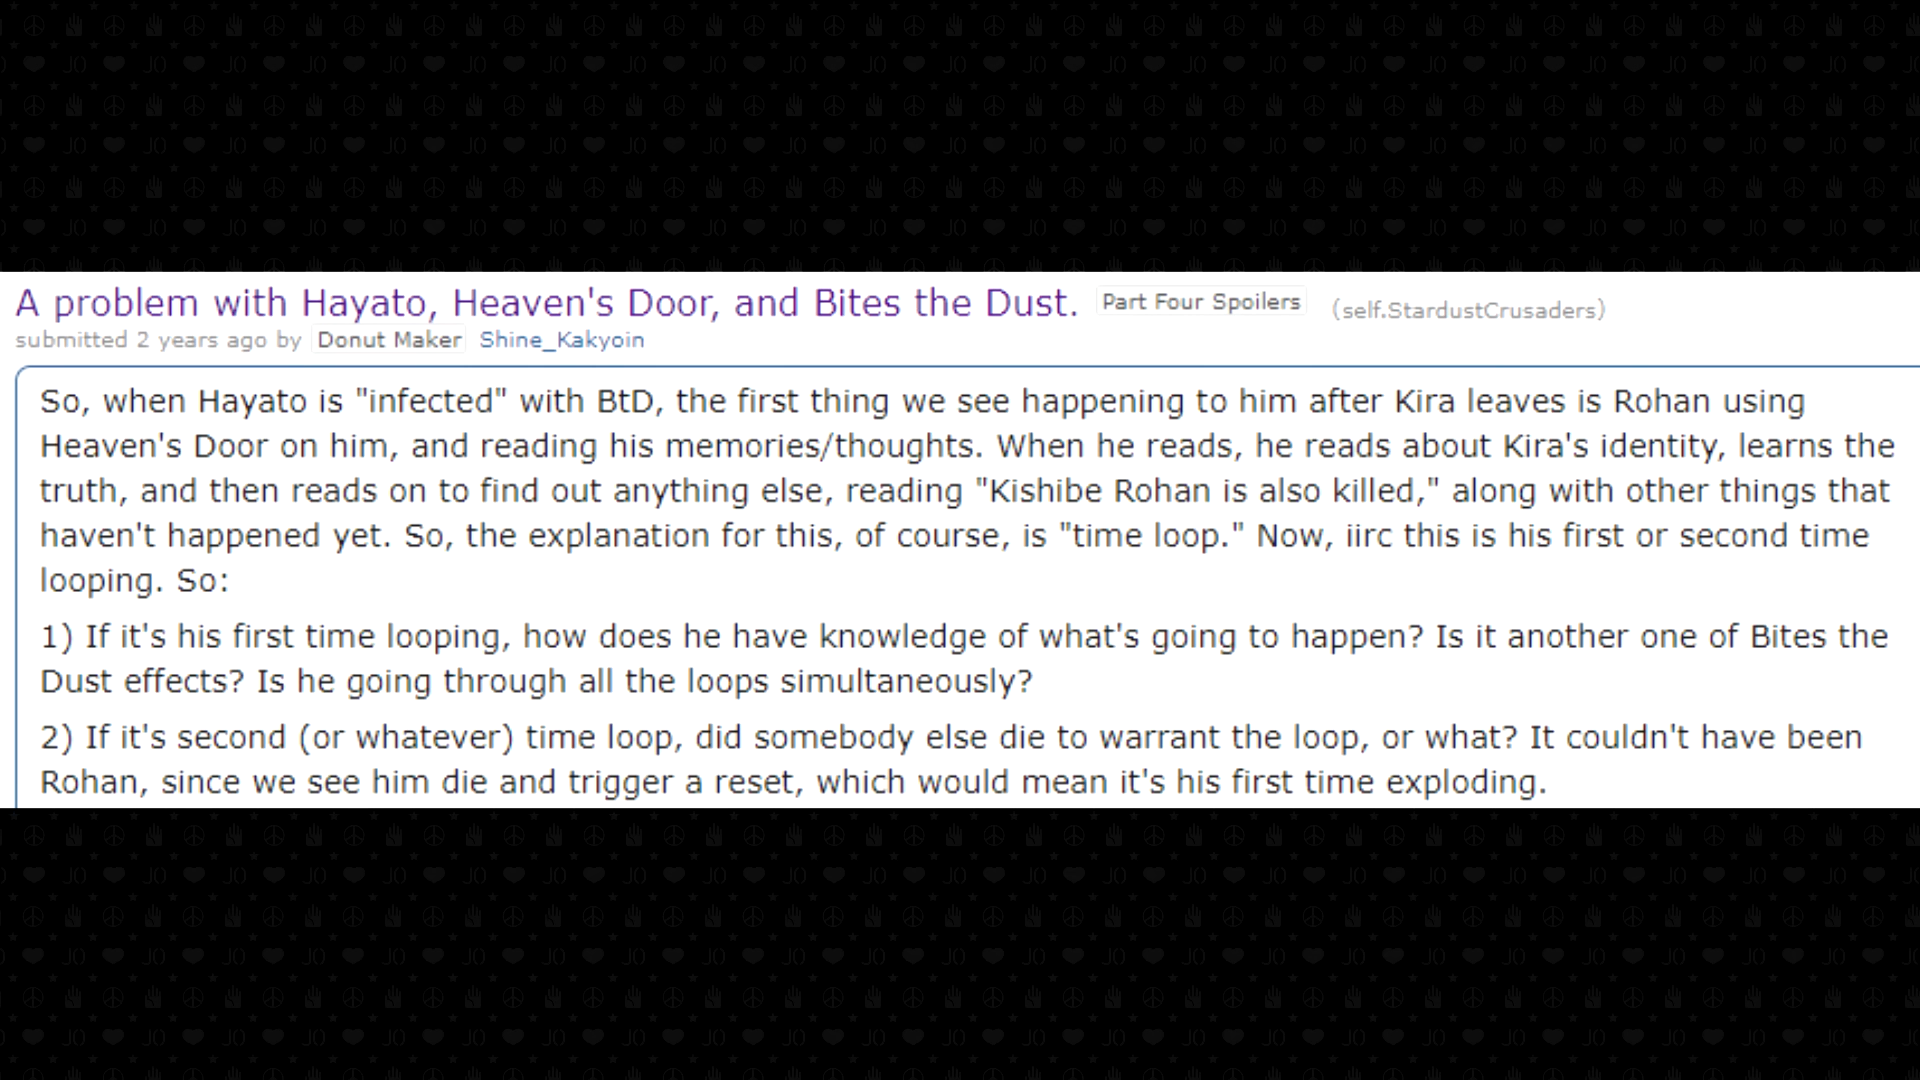 A problem with Hayato, Heaven's Door, and Bites the Dust. Part Four Spoilers (self.StardustCrusaders)
submitted 2 years ago by Donut Maker Shine_Kakyoin
So, when Hayato is "infected" with BtD, the first thing we see happening to him after Kira leaves is Rohan using
Heaven's Door on him, and reading his memories/thoughts. When he reads, he reads about Kira's identity, learns the
truth, and then reads on to find out anything else, reading "Kishibe Rohan is also killed," along with other things that
haven't happened yet. So, the explanation for this, of course, is "time loop." Now, iirc this is his first or second time
looping. So:
1) If it's his first time looping, how does he have knowledge of what's going to happen? Is it another one of Bites the
Dust effects? Is he going through all the loops simultaneously?
2) If it's second (or whatever) time loop, did somebody else die to warrant the loop, or what? It couldn't have been
Rohan, since we see him die and trigger a reset, which would mean it's his first time exploding.